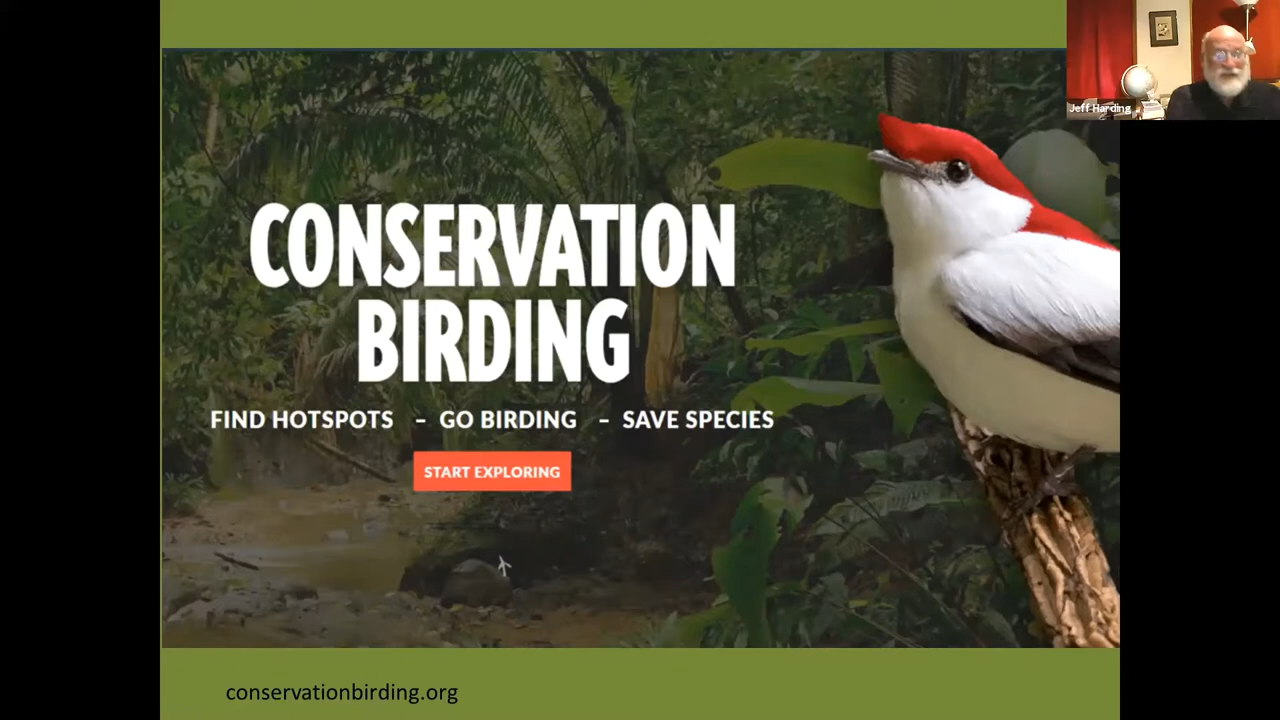 Jeff Harding
CONSERVATION
BIRDING
FIND HOTSPOTS – GO BIRDING – SAVE SPECIES
START EXPLORING
conservationbirding.org